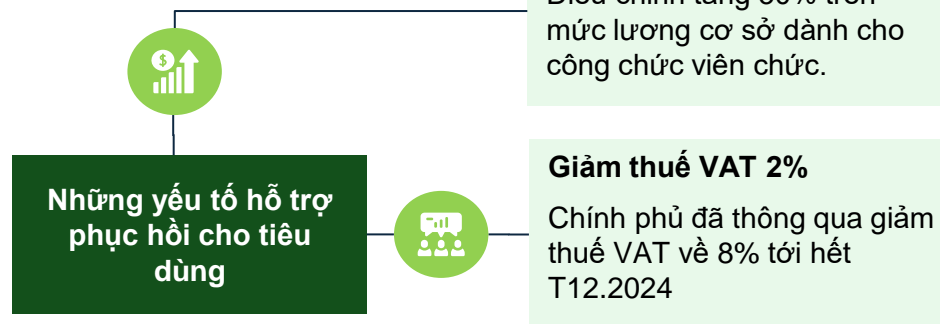 mức lương cơ sở dành cho
công chức viên chức.
Những yếu tố hỗ trợ
phục hồi cho tiêu
dùng
Giảm thuế VAT 2%
Chính phủ đã thông qua giảm
thuế VAT về 8% tới hết
T12.2024